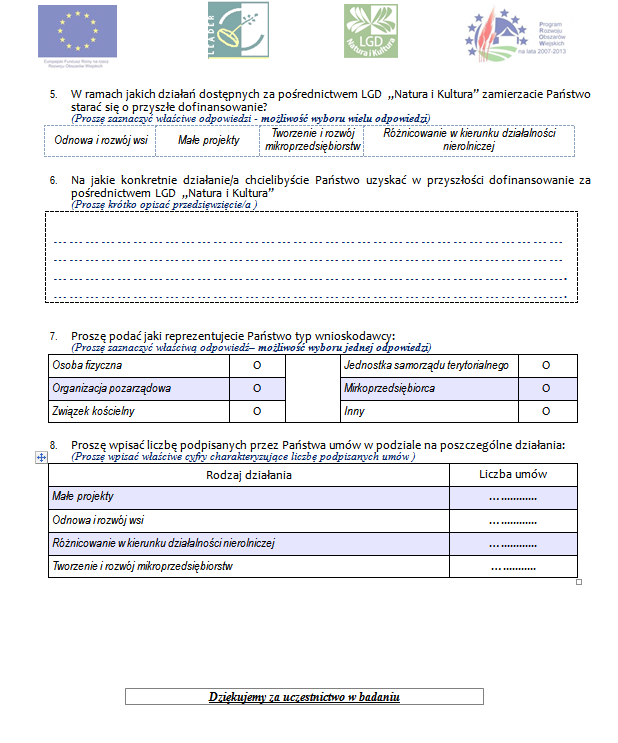 Europejski Fundusz Rolny na rzecz
Rozwoju Obszarów Wiejskich
LEADER
LGD
Natura i Kultura
Program
Rozwoju
Obszarów
Wiejskich
na lata 2007-2013
5. W ramach jakich działań dostępnych za pośrednictwem LGD „Natura i Kultura” zamierzacie Państwo
starać się o przyszłe dofinansowanie?
(Proszę zaznaczyć właściwe odpowiedzi - możliwość wyboru wielu odpowiedzi)
Odnowa i rozwój wsi
Małe projekty
Tworzenie i rozwój
mikroprzedsiębiorstw
Różnicowanie w kierunku działalności
nierolniczej
6. Na jakie konkretnie działanie/a chcielibyście Państwo uzyskać w przyszłości dofinansowanie za
pośrednictwem LGD „Natura i Kultura”
(Proszę krótko opisać przedsięwzięcie/a )
7. Proszę podać jaki reprezentujecie Państwo typ wnioskodawcy:
(Proszę zaznaczyć właściwą odpowiedź– możliwość wyboru jednej odpowiedzi)
Osoba fizyczna O Jednostka samorządu terytorialnego O
Organizacja pozarządowa O Mirkoprzedsiębiorca O
Związek kościelny O Inny O
8. Proszę wpisać liczbę podpisanych przez Państwa umów w podziale na poszczególne działania:
(Proszę wpisać właściwe cyfry charakteryzujące liczbę podpisanych umów )
Rodzaj działania Liczba umów
Małe projekty …............
Odnowa i rozwój wsi …............
Różnicowanie w kierunku działalności nierolniczej …............
Tworzenie i rozwój mikroprzedsiębiorstw …...........
Dziękujemy za uczestnictwo w badaniu